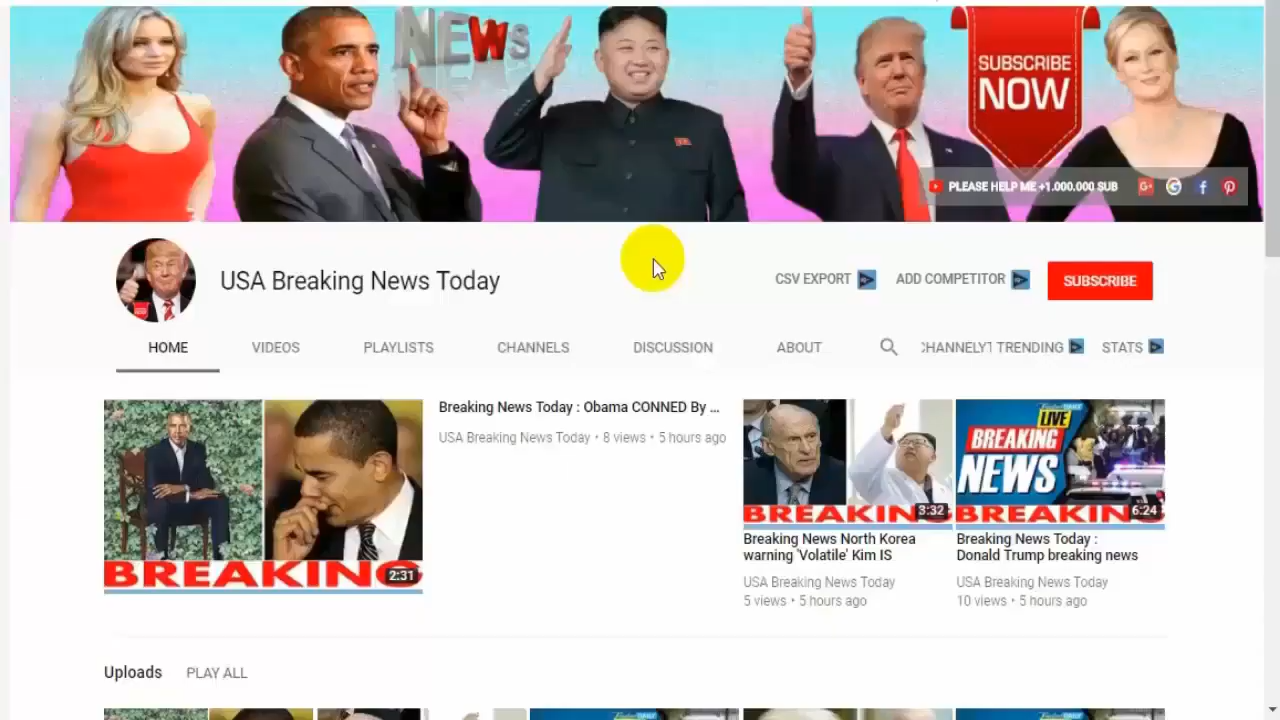 NEWS
SUBSCRIBE
NOW
PLEASE HELP ME +1.000.000 SUB
USA Breaking News Today
CSV EXPORT
ADD COMPETITOR
SUBSCRIBE
HOME
VIDEOS
PLAYLISTS
CHANNELS
DISCUSSION
ABOUT
CHANNELYT TRENDING
STATS
BREAKING
2:31
Breaking News Today : Obama CONNED By ...
USA Breaking News Today • 8 views • 5 hours ago
BREAKIN
3:32
Breaking News North Korea
warning 'Volatile' Kim IS
USA Breaking News Today
5 views • 5 hours ago
LIVE
BREAKING
NEWS
BREAKIN
6:24
Breaking News Today :
Donald Trump breaking news
USA Breaking News Today
10 views • 5 hours ago
Uploads
PLAY ALL